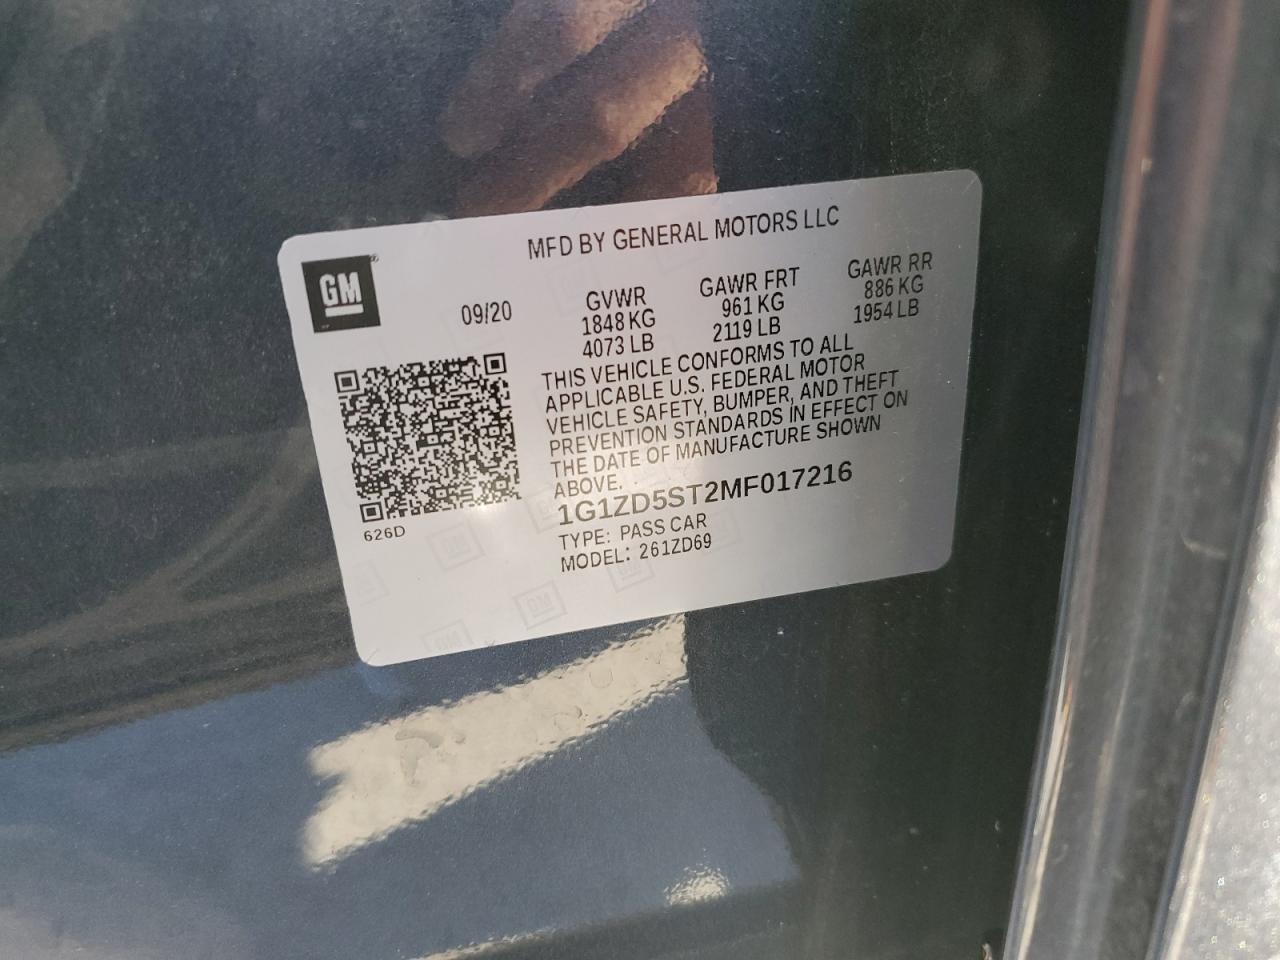 MFD BY GENERAL MOTORS LLC
GM
09/20
GVWR
1848 KG
4073 LB
GAWR FRT
961 KG
2119 LB
GAWR RR
886 KG
1954 LB
THIS VEHICLE CONFORMS TO ALL
APPLICABLE U.S. FEDERAL MOTOR
VEHICLE SAFETY, BUMPER, AND THEFT
PREVENTION STANDARDS IN EFFECT ON
THE DATE OF MANUFACTURE SHOWN
ABOVE.
1G1ZD5ST2MF017216
TYPE: PASS CAR
MODEL: 261ZD69
626D